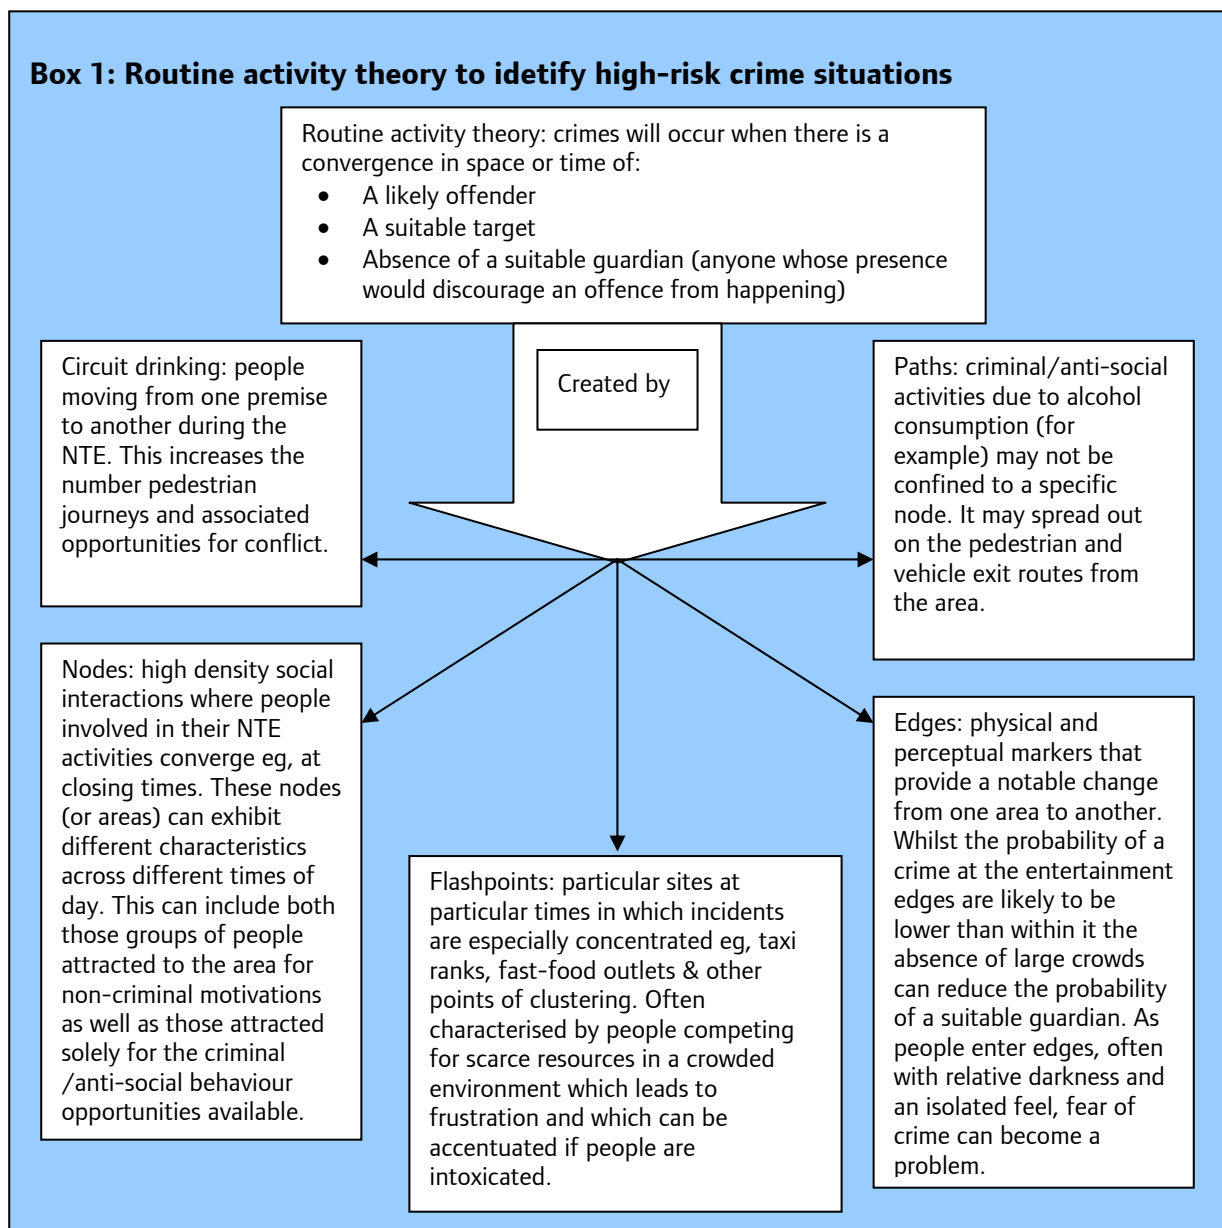 Box 1: Routine activity theory to idetify high-risk crime situations
Routine activity theory: crimes will occur when there is a
convergence in space or time of:
• A likely offender
• A suitable target
• Absence of a suitable guardian (anyone whose presence
would discourage an offence from happening)
Created by
Circuit drinking: people
moving from one premise
to another during the
NTE. This increases the
number pedestrian
journeys and associated
opportunities for conflict.
Paths: criminal/anti-social
activities due to alcohol
consumption (for
example) may not be
confined to a specific
node. It may spread out
on the pedestrian and
vehicle exit routes from
the area.
Nodes: high density social
interactions where people
involved in their NTE
activities converge eg, at
closing times. These nodes
(or areas) can exhibit
different characteristics
across different times of
day. This can include both
those groups of people
attracted to the area for
non-criminal motivations
as well as those attracted
solely for the criminal
/anti-social behaviour
opportunities available.
Flashpoints: particular sites at
particular times in which incidents
are especially concentrated eg, taxi
ranks, fast-food outlets & other
points of clustering. Often
characterised by people competing
for scarce resources in a crowded
environment which leads to
frustration and which can be
accentuated if people are
intoxicated.
Edges: physical and
perceptual markers that
provide a notable change
from one area to another.
Whilst the probability of a
crime at the entertainment
edges are likely to be
lower than within it the
absence of large crowds
can reduce the probability
of a suitable guardian. As
people enter edges, often
with relative darkness and
an isolated feel, fear of
crime can become a
problem.